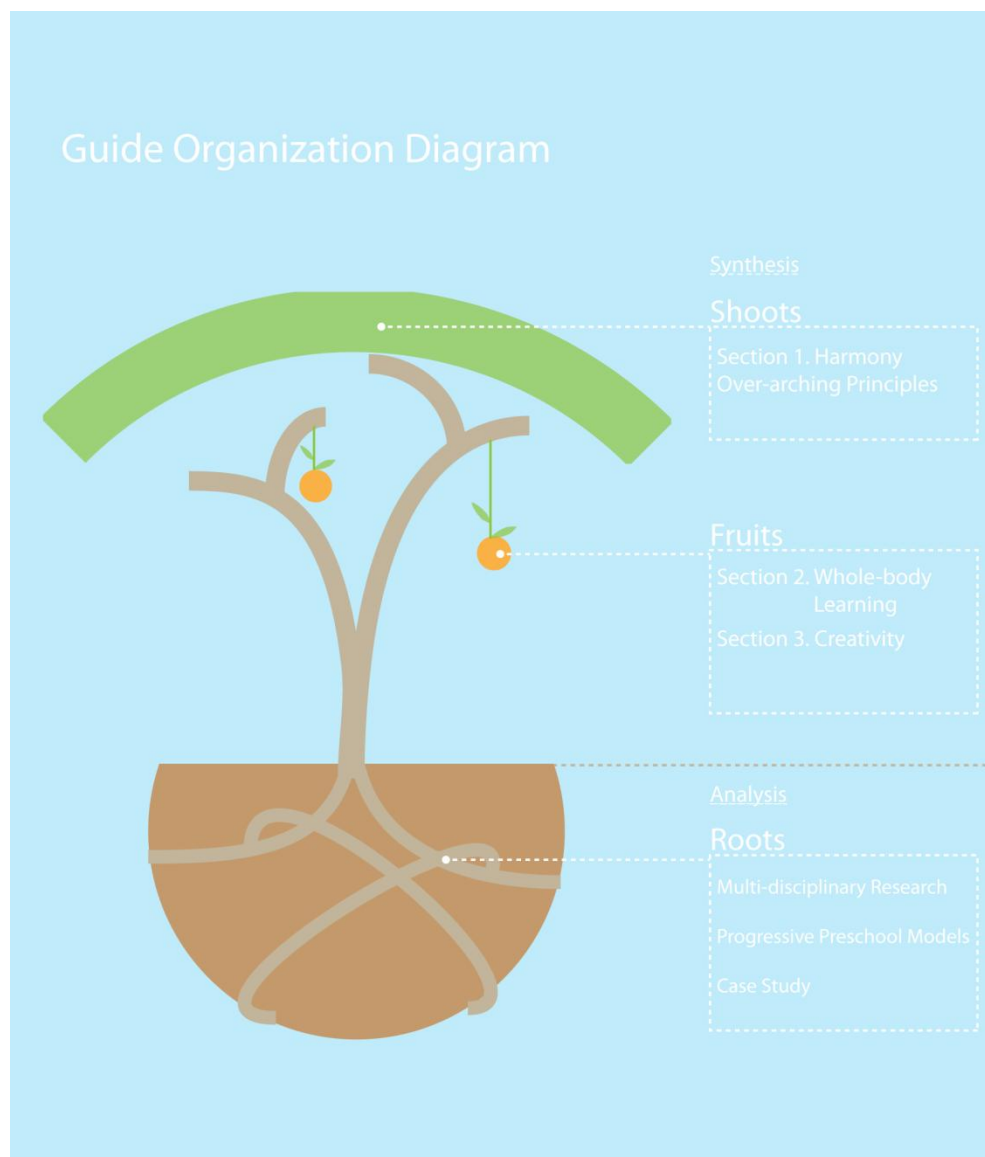 Guide Organization Diagram
Synthesis
Shoots
Section 1. Harmony
Over-arching Principles
Fruits
Section 2. Whole-body
Learning
Section 3. Creativity
Analysis
Roots
Multi-disciplinary Research
Progressive Preschool Models
Case Study